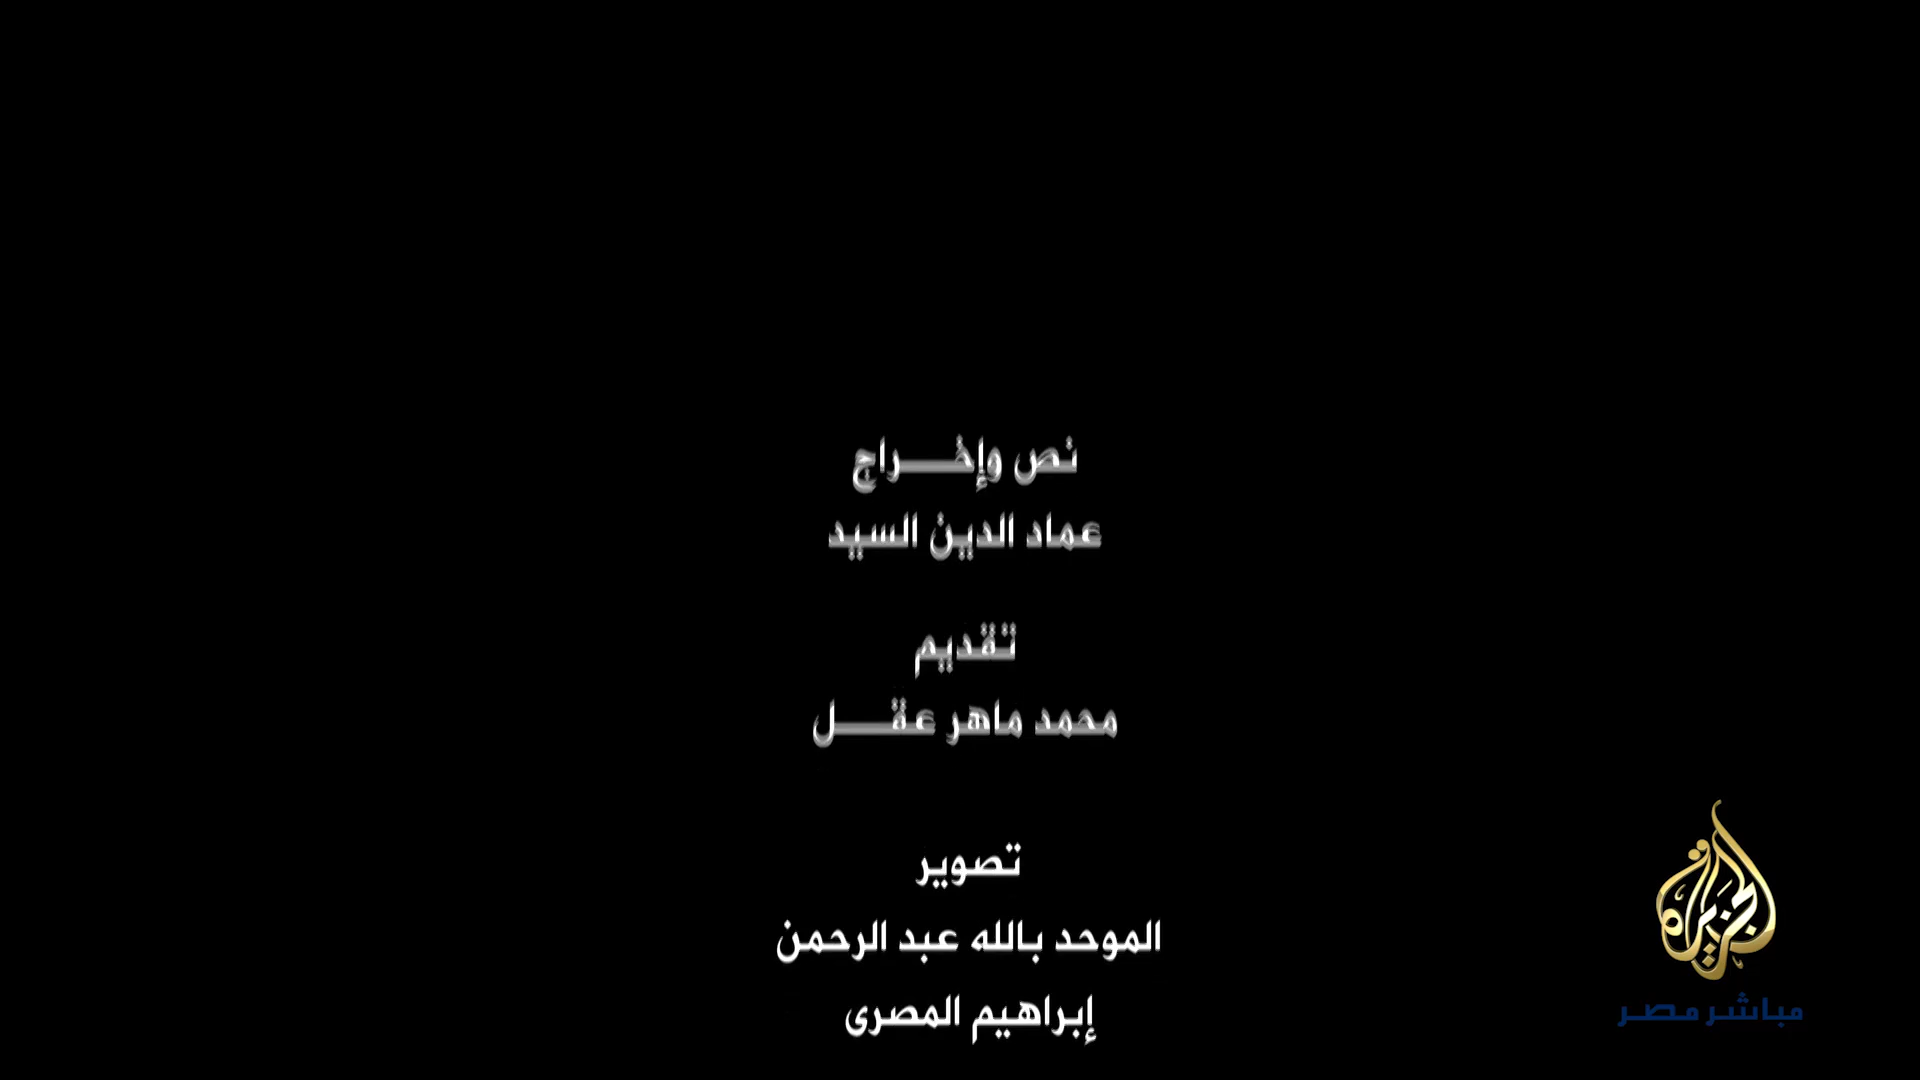 نص وإخـــراج
عماد الدين السيد
تقديم
محمد ماهر عقـــل
تصوير
الموحد بالله عبد الرحمن
إبراهيم المصرى
الجزيرة
مباشر مصر